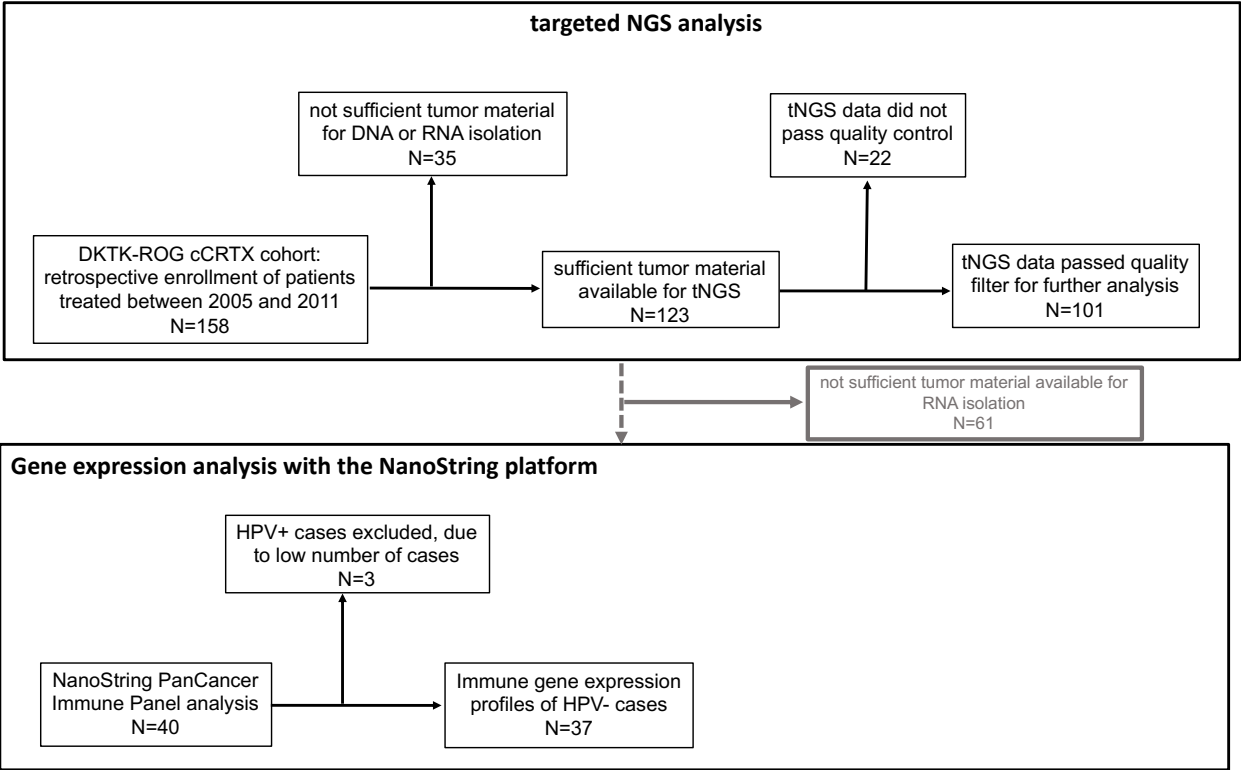 targeted NGS analysis
not sufficient tumor material
for DNA or RNA isolation
N=35
tNGS data did not
pass quality control
N=22
DKTK-ROG cCRTX cohort:
retrospective enrollment of patients
treated between 2005 and 2011
N=158
sufficient tumor material
available for tNGS
N=123
tNGS data passed quality
filter for further analysis
N=101
not sufficient tumor material available for
RNA isolation
N=61
Gene expression analysis with the NanoString platform
HPV+ cases excluded, due
to low number of cases
N=3
NanoString PanCancer
Immune Panel analysis
N=40
Immune gene expression
profiles of HPV- cases
N=37